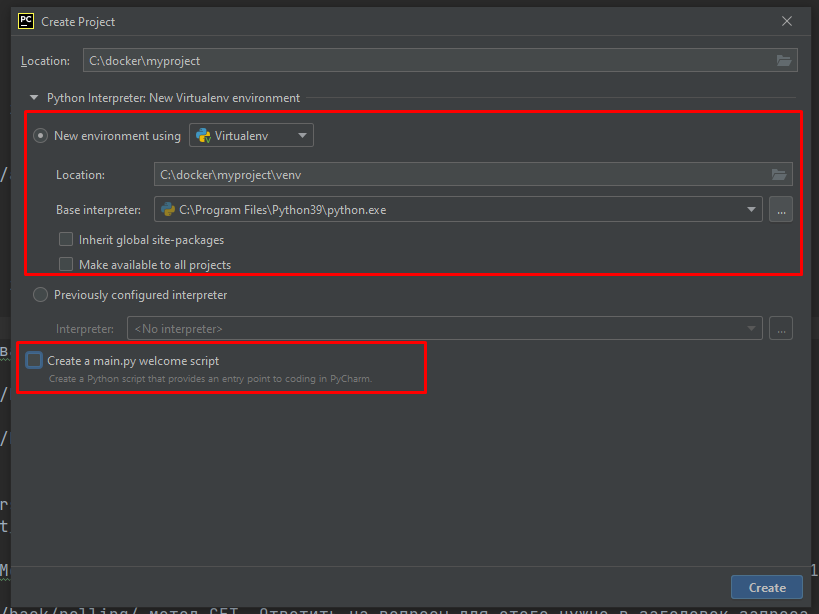 PC Create Project
Location: C:\docker\myproject
Python Interpreter: New Virtualenv environment
New environment using Virtualenv
Location: C:\docker\myproject\venv
Base interpreter: C:\Program Files\Python39\python.exe ...
Inherit global site-packages
Make available to all projects
Previously configured interpreter
Interpreter: <No interpreter> ...
Create a main.py welcome script
Create a Python script that provides an entry point to coding in PyCharm.
Create